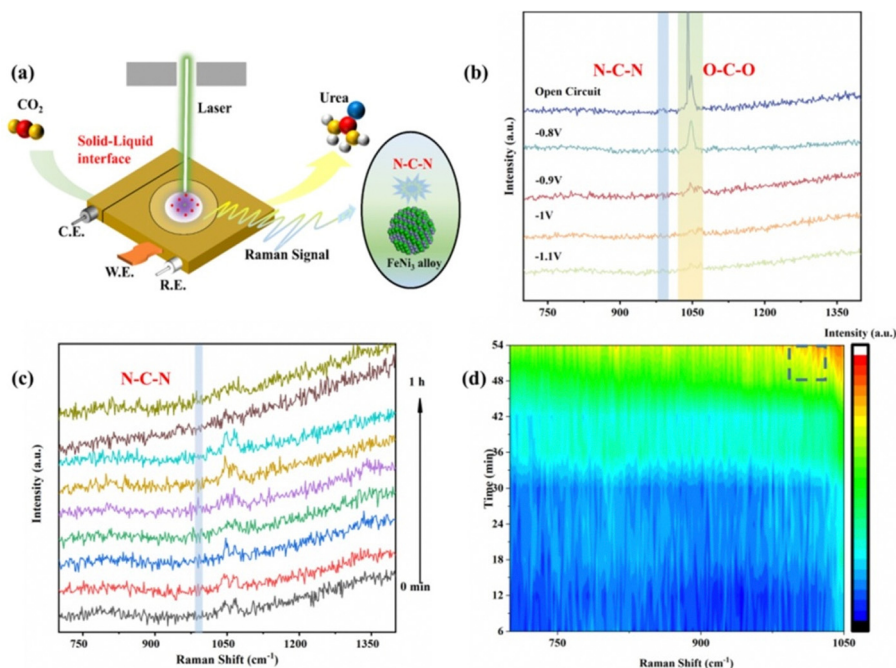 (a)
Laser
CO2
Solid-Liquid
interface
Urea
N-C-N
FeNi3 alloy
Raman Signal
C.E.
W.E.
R.E.
(b)
N-C-N
O-C-O
Open Circuit
-0.8V
-0.9V
-1V
-1.1V
Intensity (a.u.)
750
900
1050
1200
1350
(c)
N-C-N
1 h
0 min
Intensity (a.u.)
750
900
1050
1200
1350
Raman Shift (cm-1)
(d)
Intensity (a.u.)
54
48
42
36
30
24
18
12
6
Time (min)
750
900
1050
Raman Shift (cm-1)